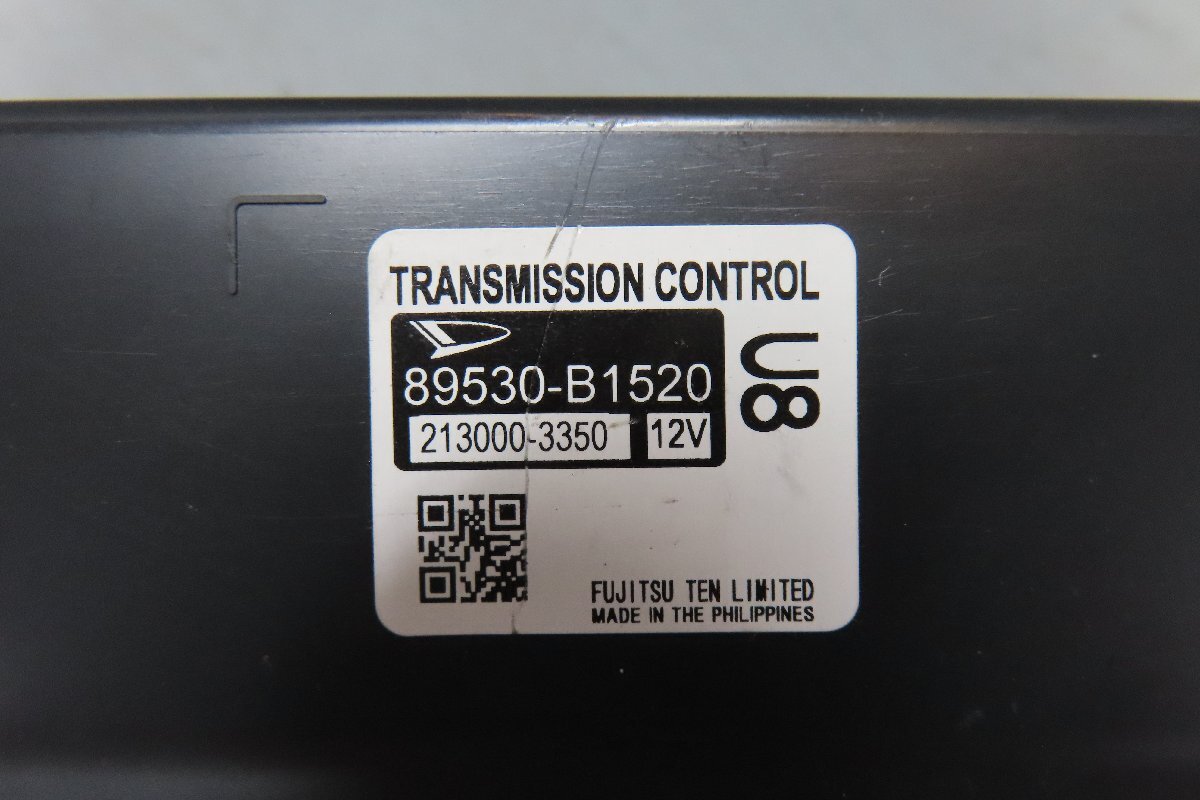 TRANSMISSION CONTROL
89530-B1520
213000-3350 12V
U8
FUJITSU TEN LIMITED
MADE IN THE PHILIPPINES